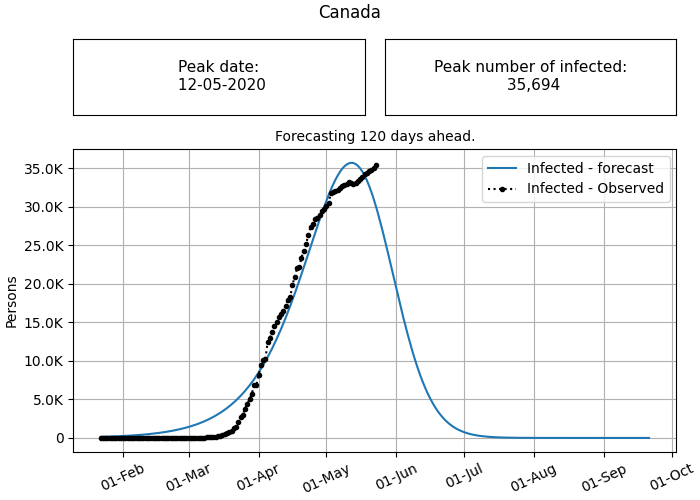 Canada
Peak date:
12-05-2020
Peak number of infected:
35,694
Forecasting 120 days ahead.
Infected - forecast
Infected - Observed
Persons
35.0K
30.0K
25.0K
20.0K
15.0K
10.0K
5.0K
0
01-Feb
01-Mar
01-Apr
01-May
01-Jun
01-Jul
01-Aug
01-Sep
01-Oct